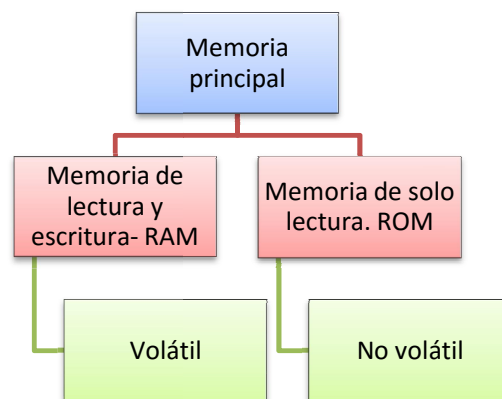 Memoria
principal
Memoria de
lectura y
escritura- RAM
Memoria de solo
lectura. ROM
Volátil
No volátil